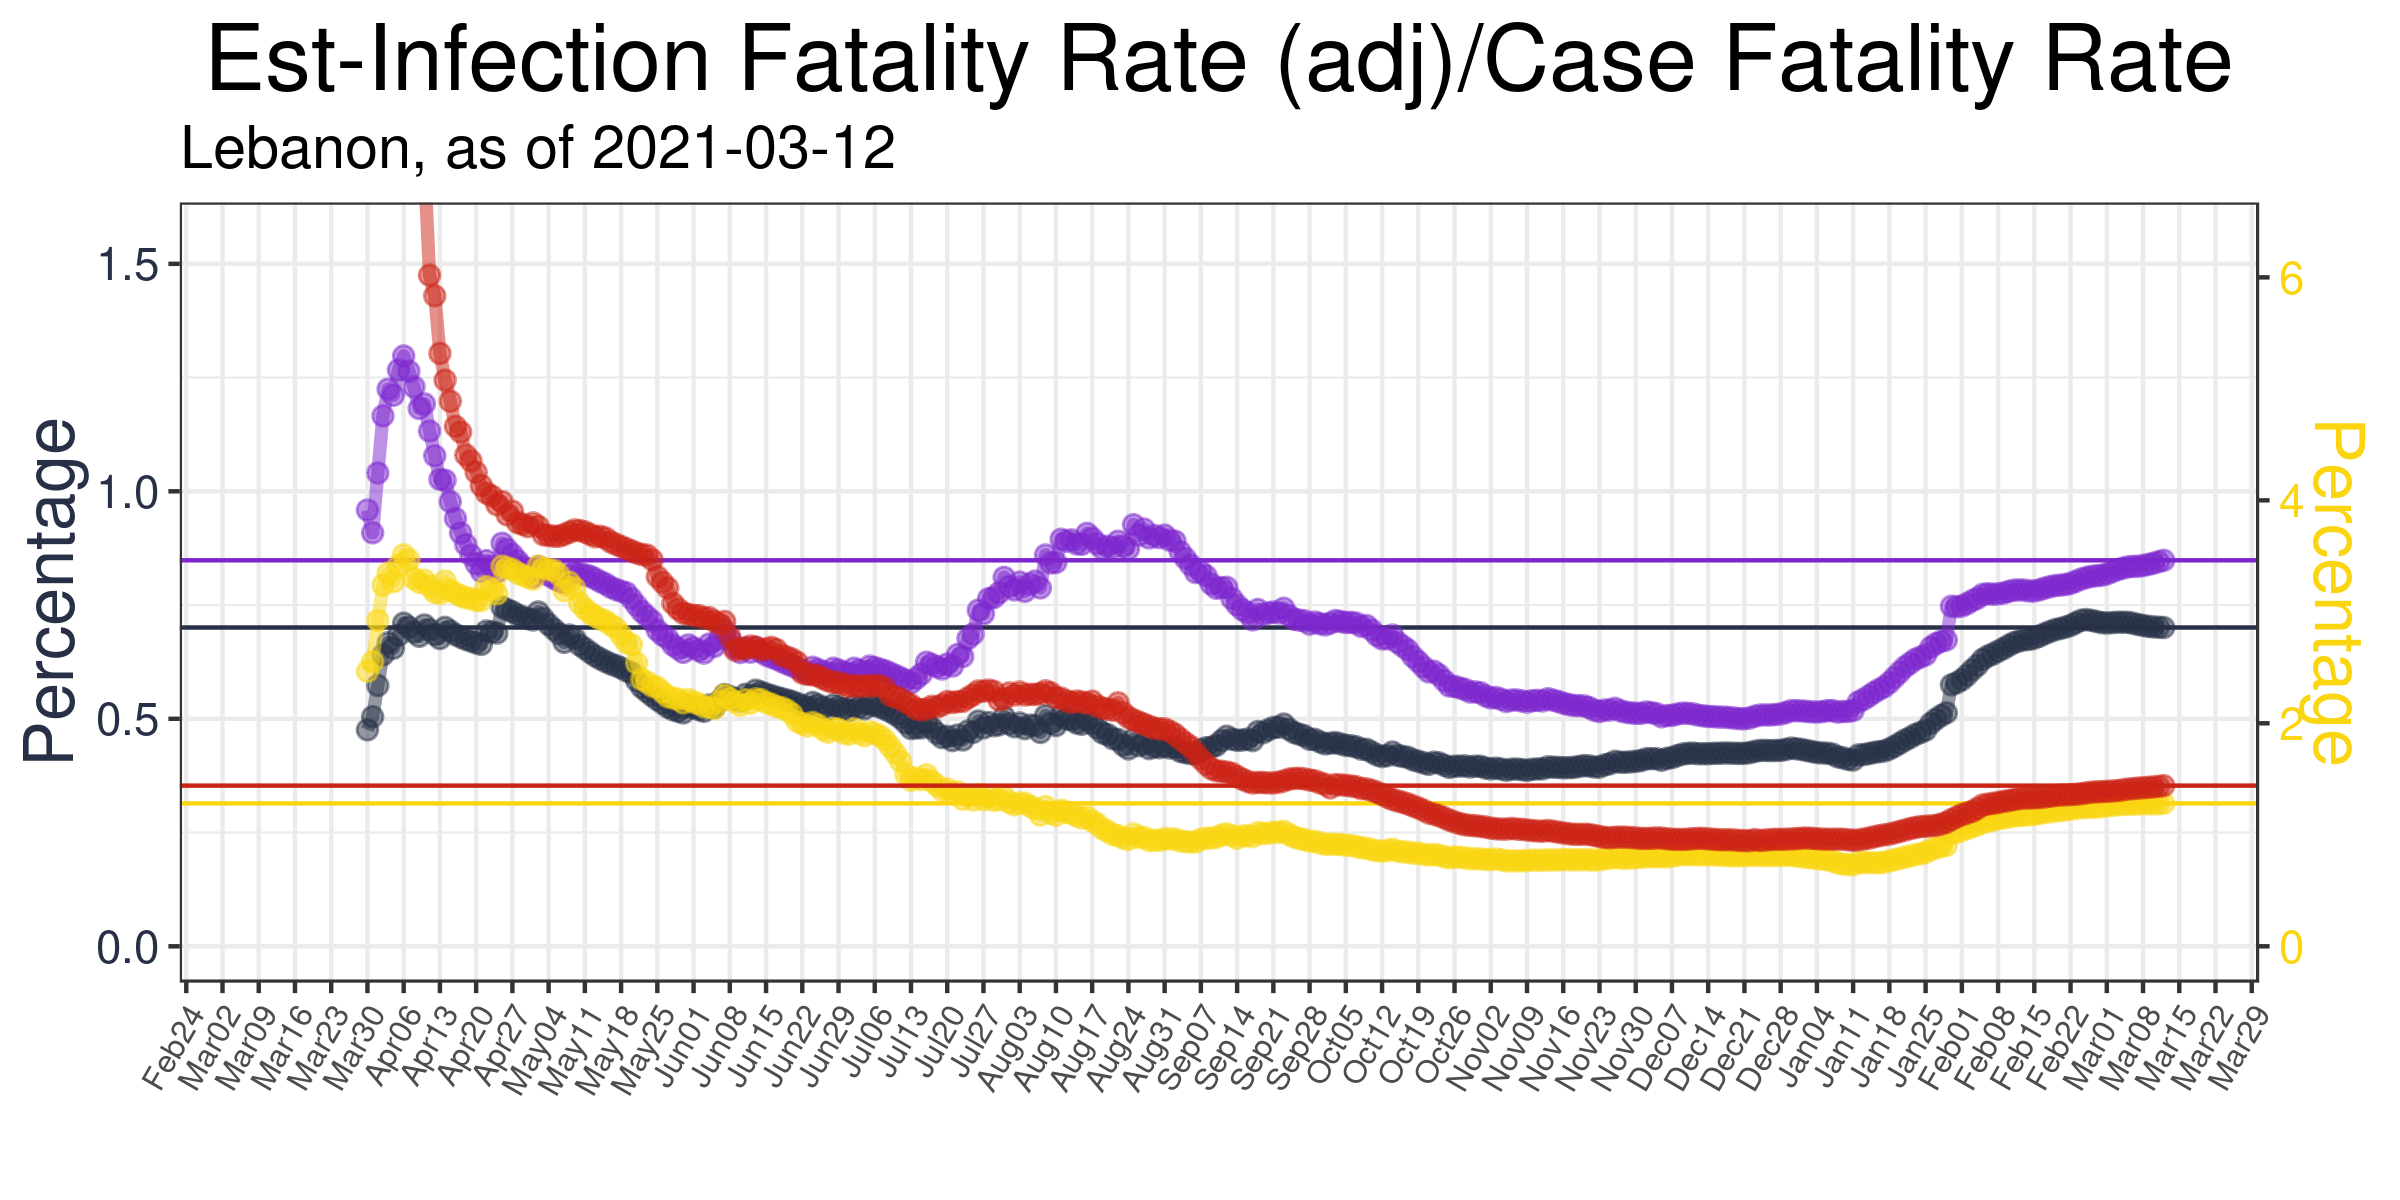 Est-Infection Fatality Rate (adj)/Case Fatality Rate
Lebanon, as of 2021-03-12
Percentage
1.5
1.0
0.5
0.0
6
4
2
0
Percentage
Feb24
Mar02
Mar09
Mar16
Mar23
Mar30
Apr06
Apr13
Apr20
Apr27
May04
May11
May18
May25
Jun01
Jun08
Jun15
Jun22
Jun29
Jul06
Jul13
Jul20
Jul27
Aug03
Aug10
Aug17
Aug24
Aug31
Sep07
Sep14
Sep21
Sep28
Oct05
Oct12
Oct19
Oct26
Nov02
Nov09
Nov16
Nov23
Nov30
Dec07
Dec14
Dec21
Dec28
Jan04
Jan11
Jan18
Jan25
Feb01
Feb08
Feb15
Feb22
Mar01
Mar08
Mar15
Mar22
Mar29